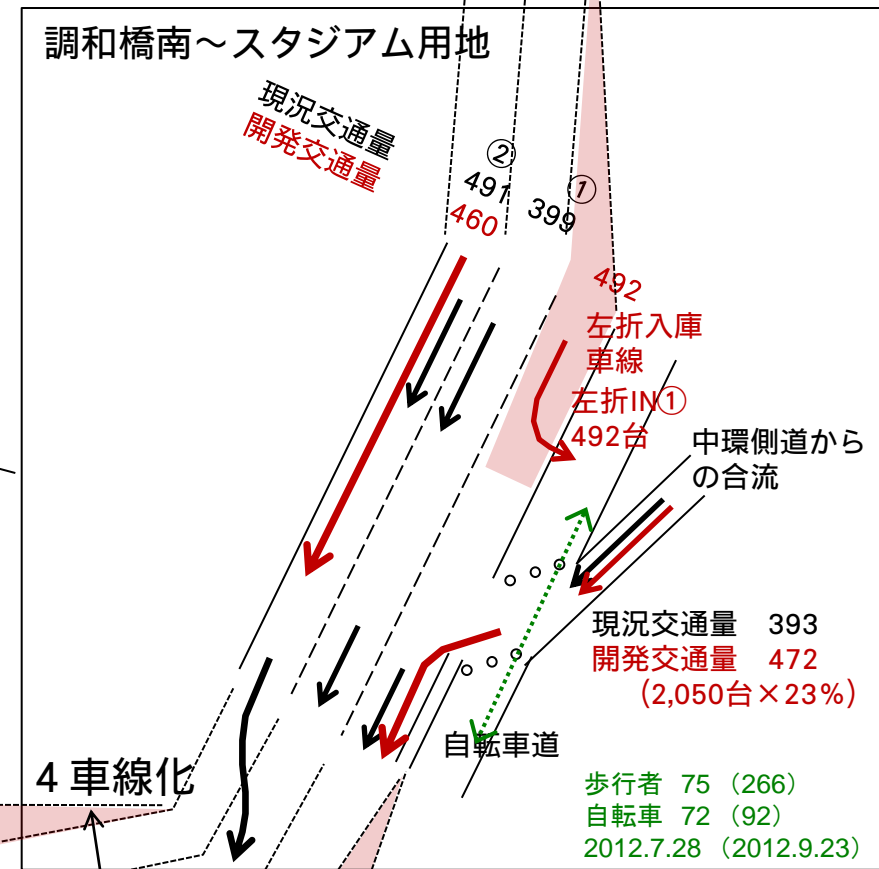 調和橋南～スタジアム用地
現況交通量
開発交通量
②
491
460
①
399
492
左折入庫
車線
左折IN①
492台
中環側道から
の合流
現況交通量 393
開発交通量 472
（2,050台×23%）
自転車道
4車線化
歩行者 75（266）
自転車 72（92）
2012.7.28（2012.9.23）